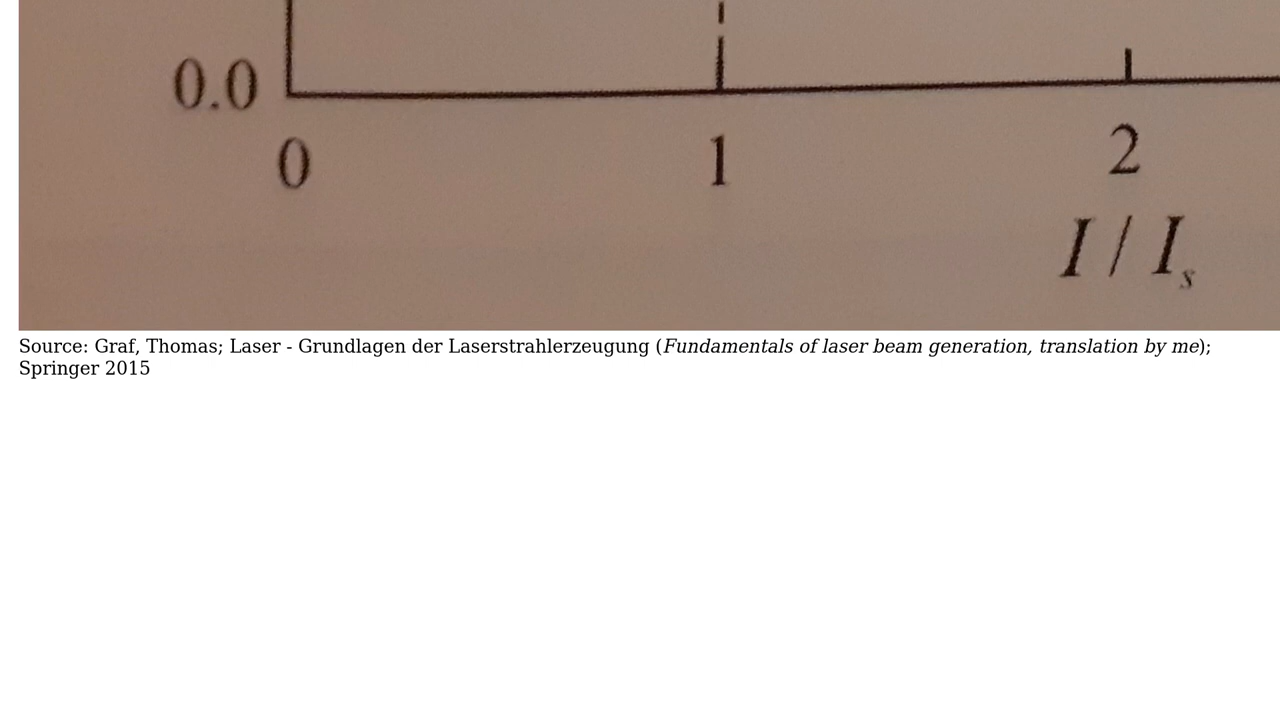 0.0
0 1 2
I / Is
Source: Graf, Thomas; Laser - Grundlagen der Laserstrahlerzeugung (Fundamentals of laser beam generation, translation by me);
Springer 2015